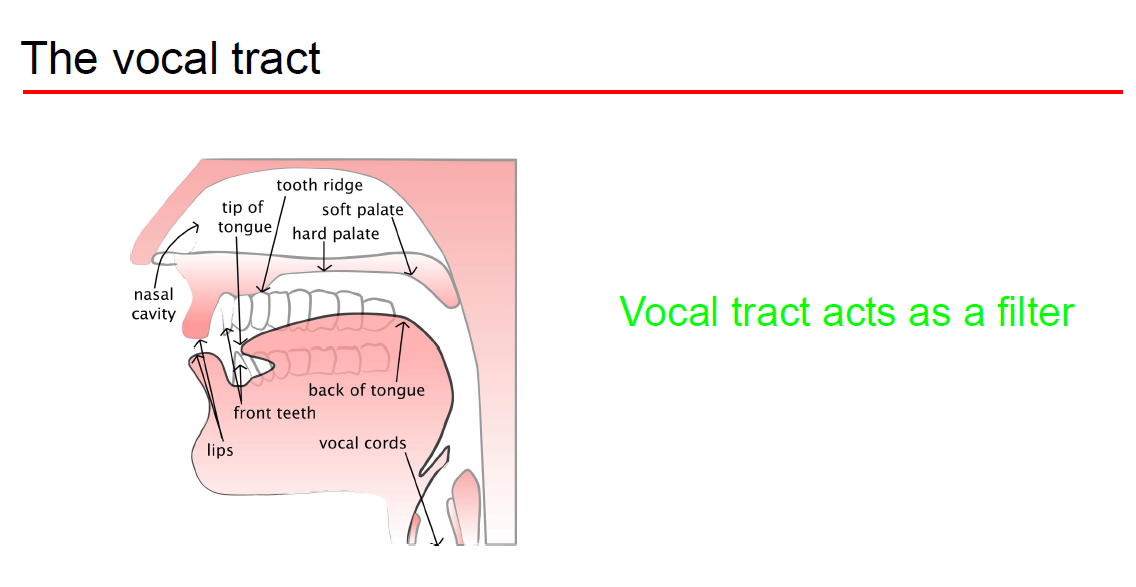 The vocal tract
tooth ridge
tip of
tongue
soft palate
hard palate
nasal
cavity
Vocal tract acts as a filter
back of tongue
front teeth
vocal cords
lips